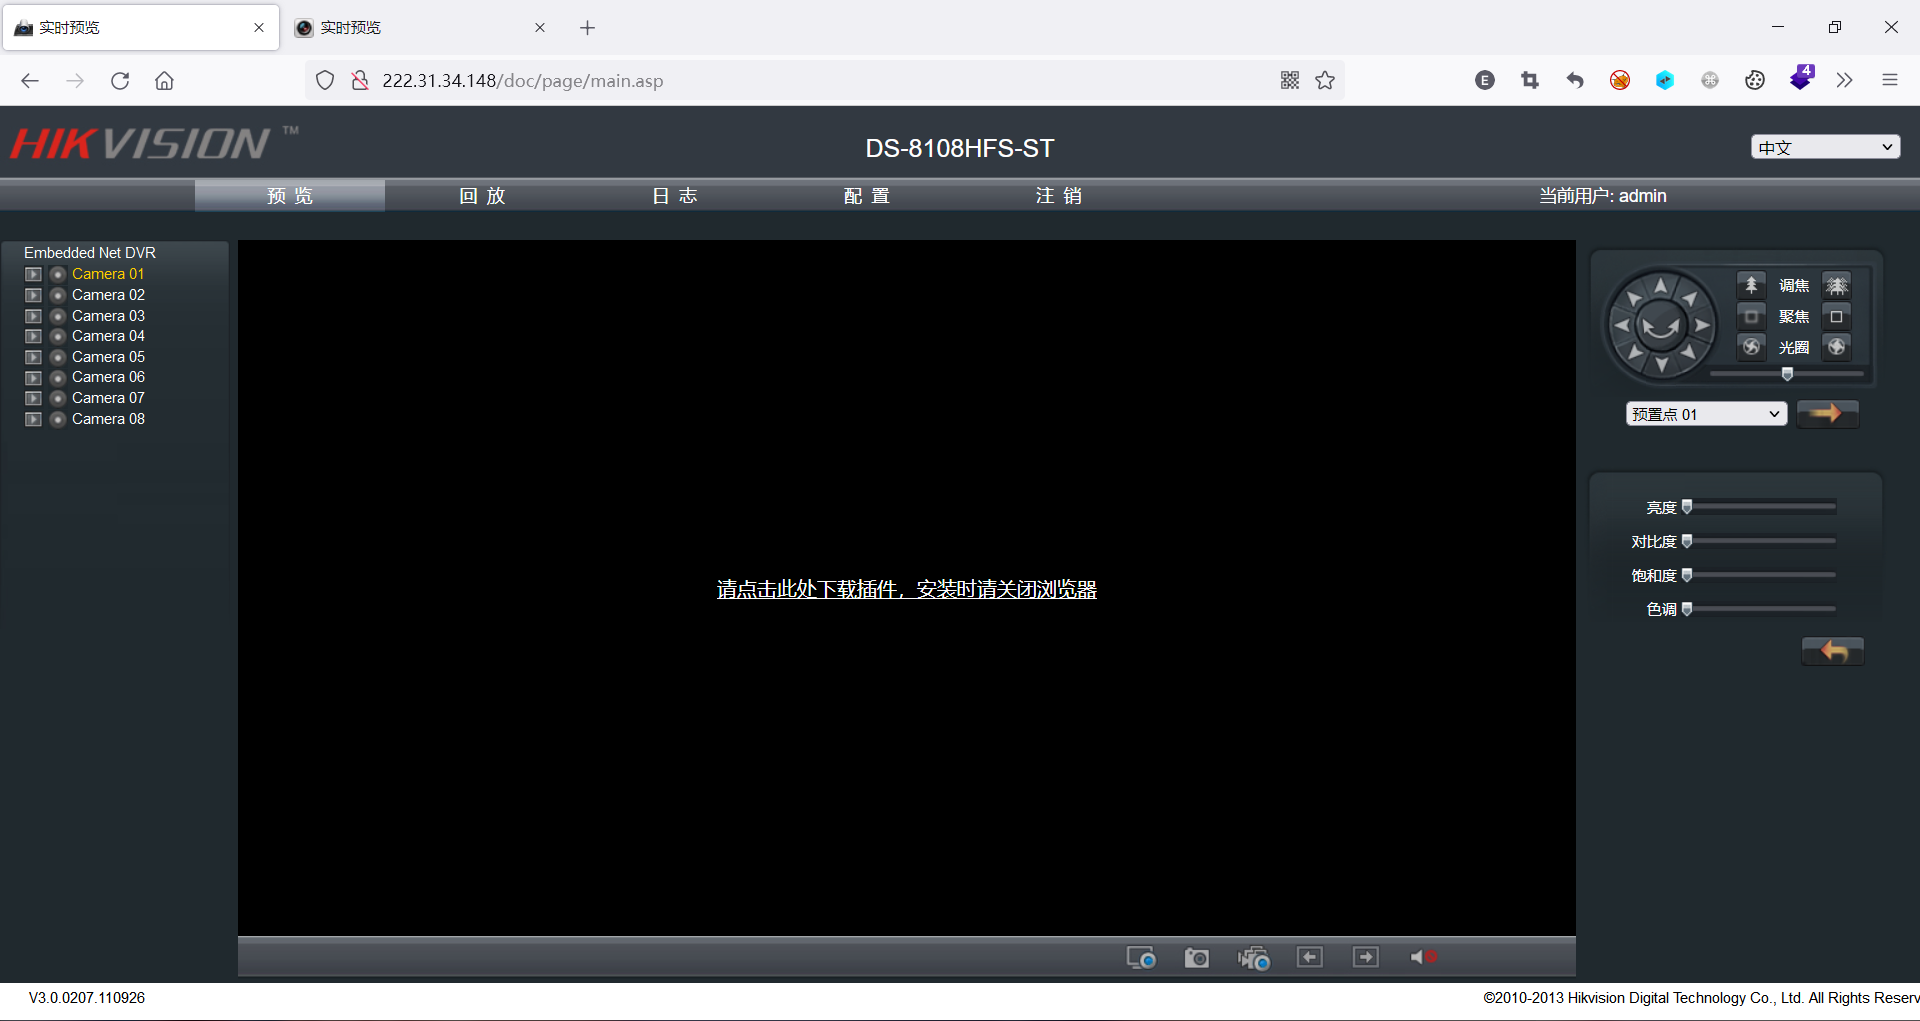 实时预览
实时预览
222.31.34.148/doc/page/main.asp
E
4
HIKVISION ™
DS-8108HFS-ST
中文
预 览
回 放
日 志
配 置
注 销
当前用户: admin
Embedded Net DVR
Camera 01
Camera 02
Camera 03
Camera 04
Camera 05
Camera 06
Camera 07
Camera 08
请点击此处下载插件，安装时请关闭浏览器
调焦
聚焦
光圈
预置点 01
亮度
对比度
饱和度
色调
V3.0.0207.110926
©2010-2013 Hikvision Digital Technology Co., Ltd. All Rights Reserv